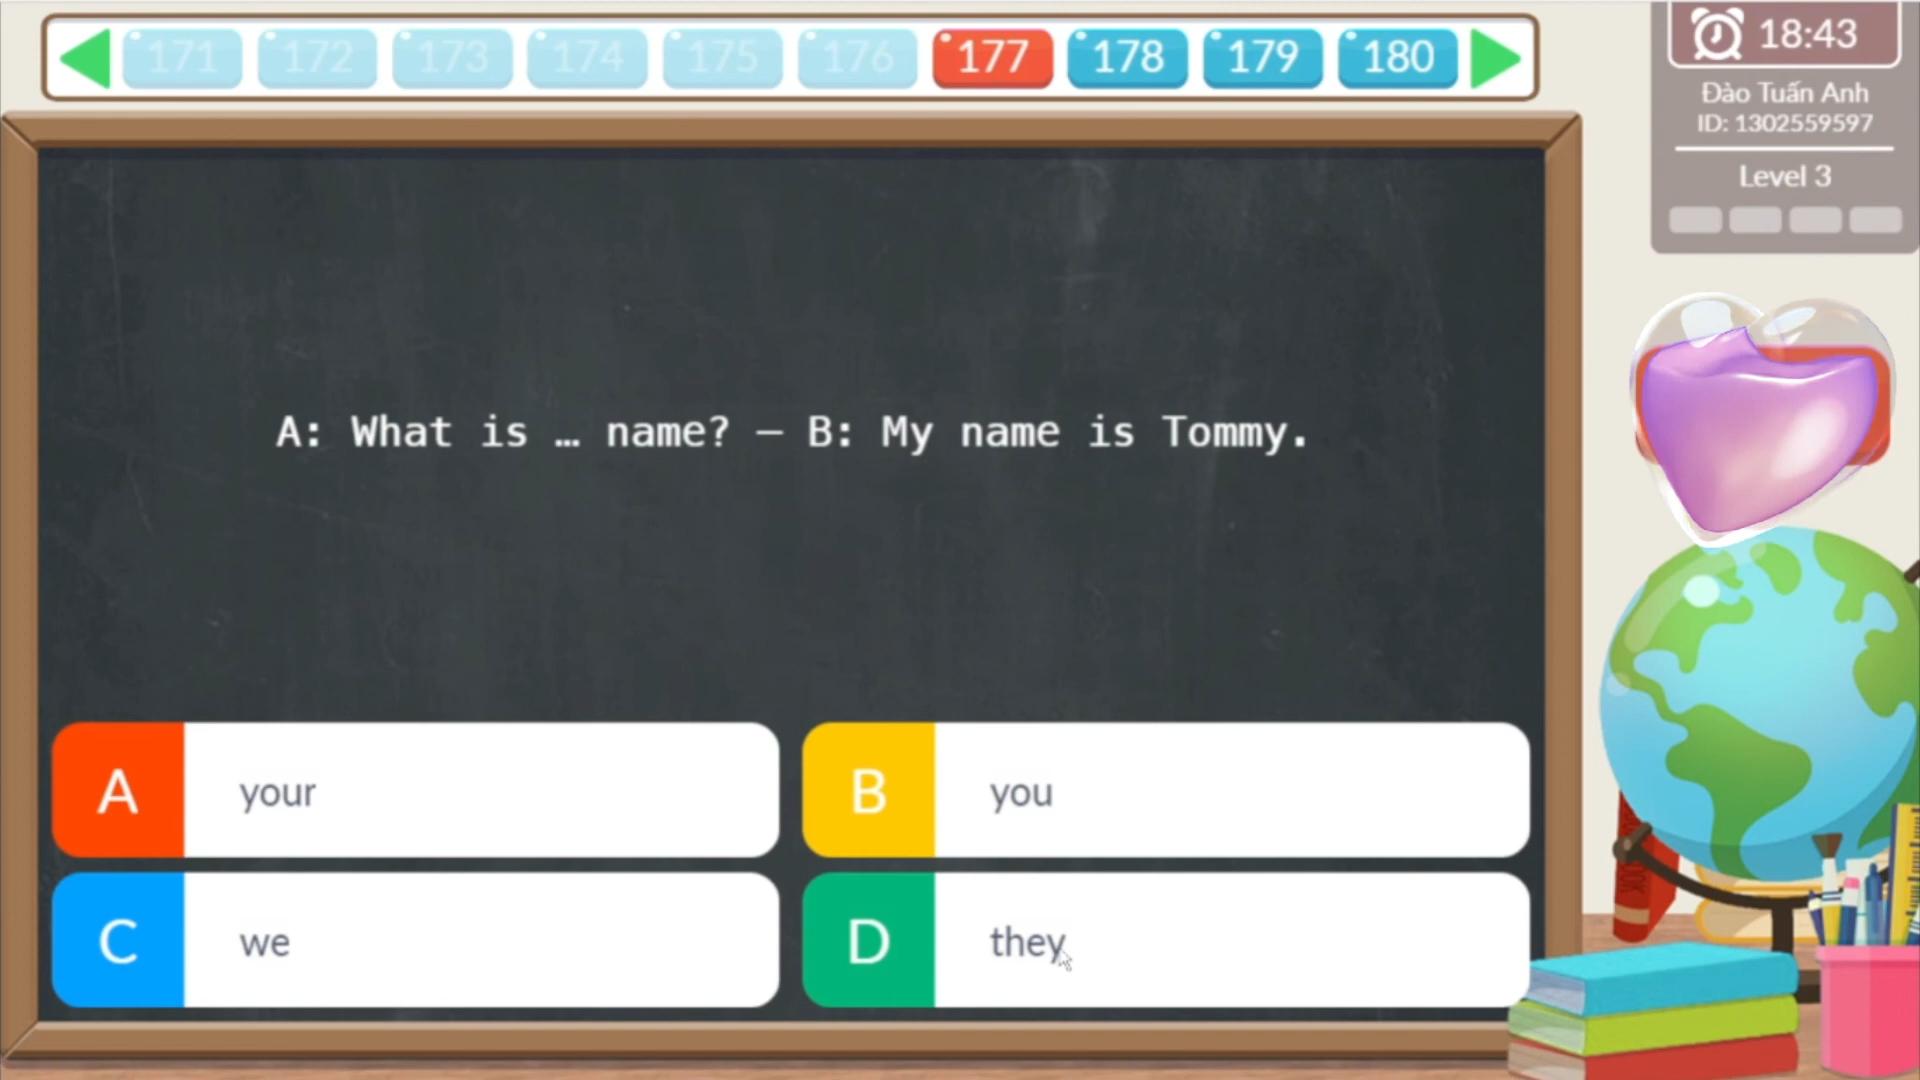 171 172 173 174 175 176 177 178 179 180
18:43
Đào Tuấn Anh
ID: 1302559597
Level 3
A: What is … name? – B: My name is Tommy.
A your
B you
C we
D they